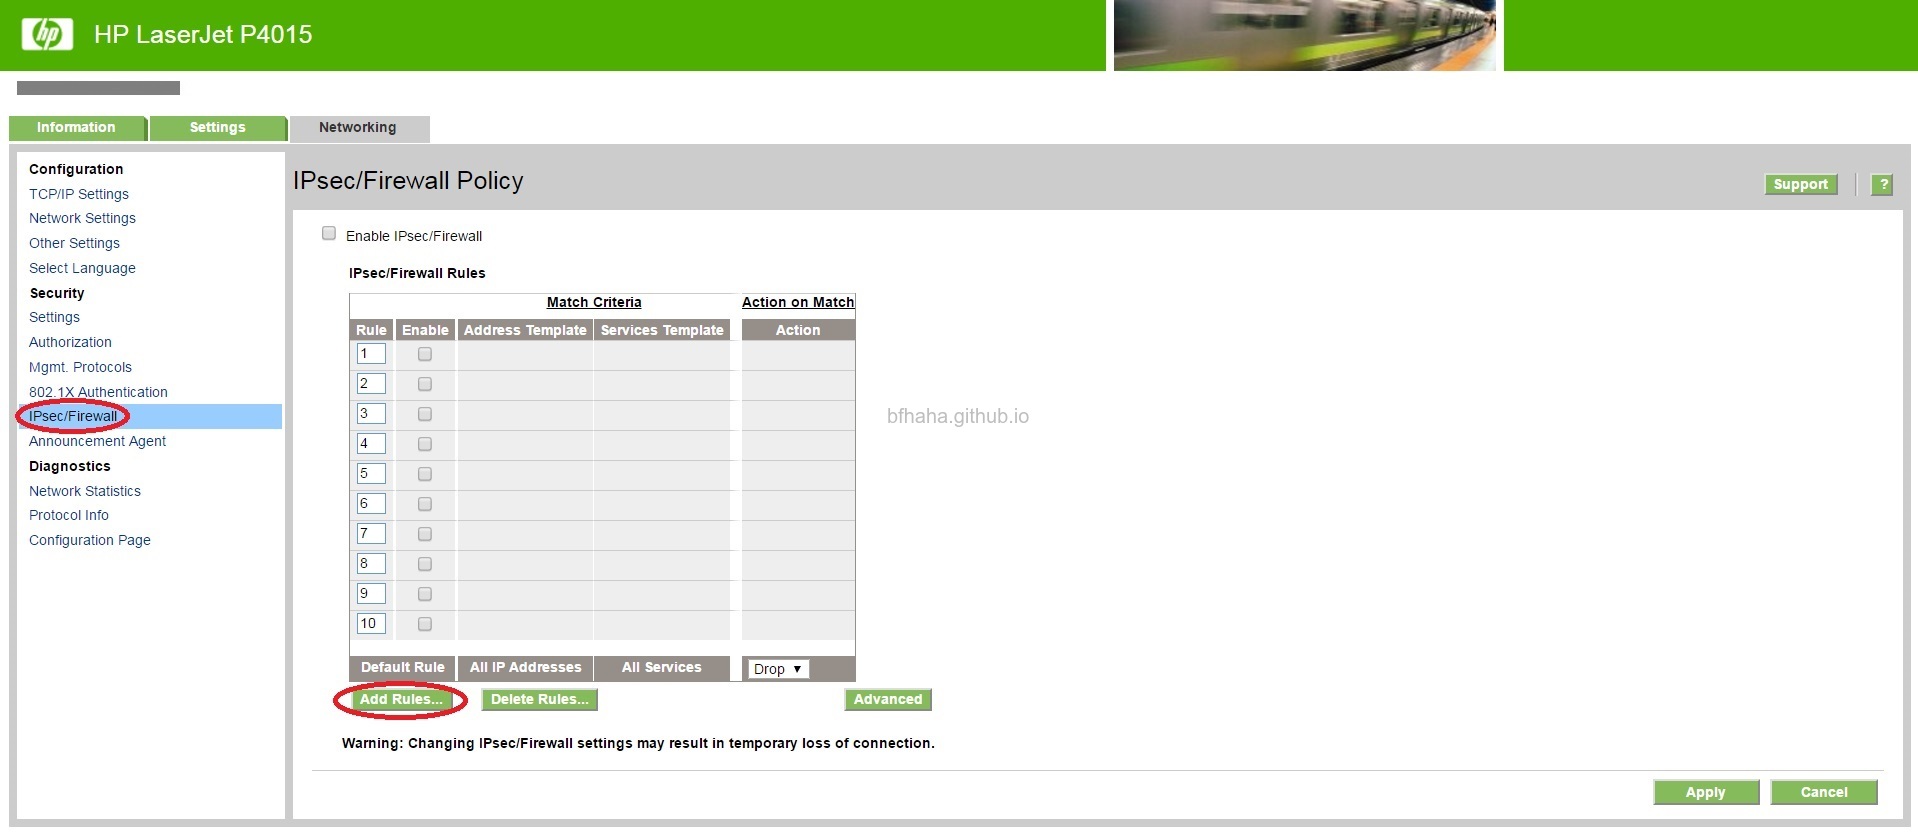 hp HP LaserJet P4015
Information Settings Networking
Configuration
TCP/IP Settings
Network Settings
Other Settings
Select Language
Security
Settings
Authorization
Mgmt. Protocols
802.1X Authentication
IPsec/Firewall
Announcement Agent
Diagnostics
Network Statistics
Protocol Info
Configuration Page
IPsec/Firewall Policy
Support ?
Enable IPsec/Firewall
IPsec/Firewall Rules
Match Criteria Action on Match
Rule Enable Address Template Services Template Action
1
2
3
4
5
6
7
8
9
10
Default Rule All IP Addresses All Services Drop
Add Rules... Delete Rules... Advanced
Warning: Changing IPsec/Firewall settings may result in temporary loss of connection.
Apply Cancel
bfhaha.github.io